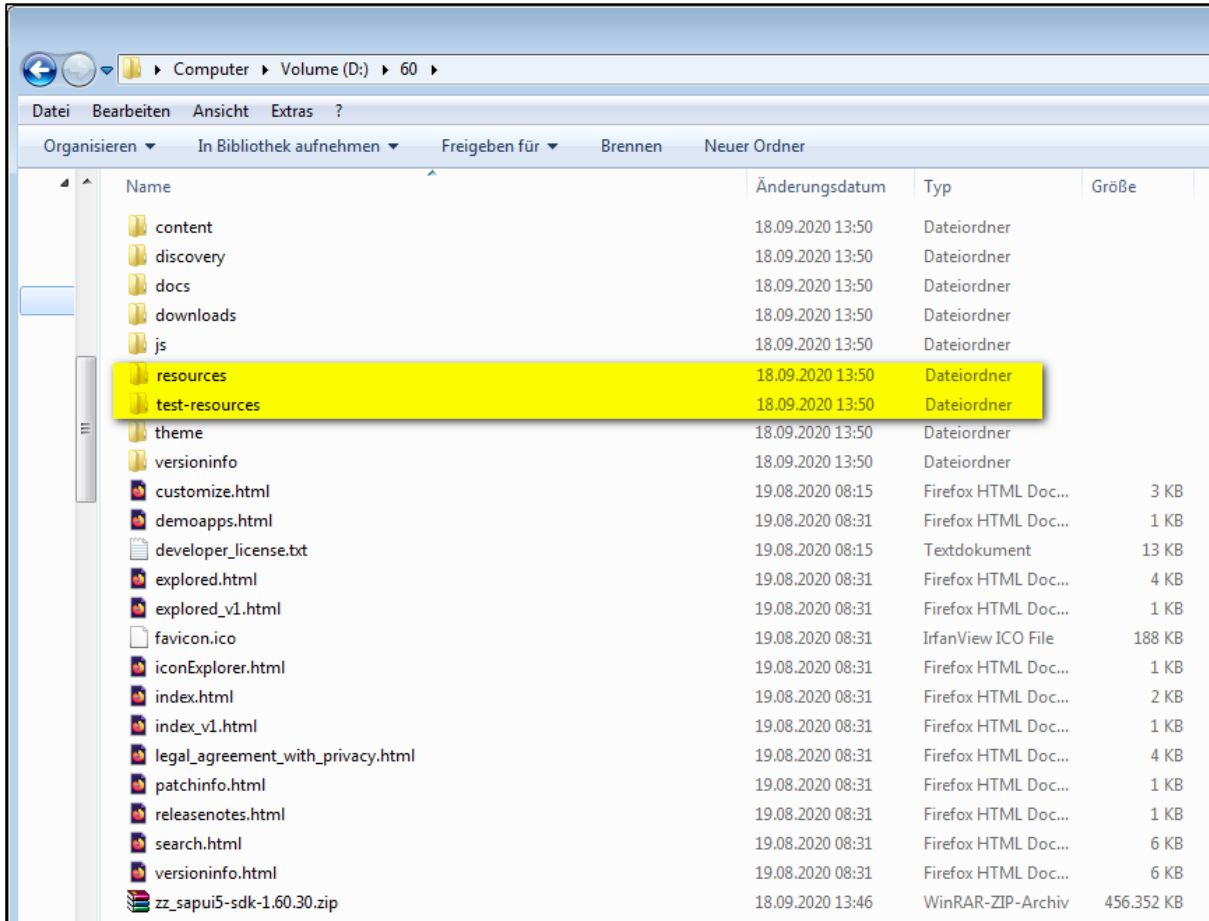 Computer Volume (D:) 60
Datei Bearbeiten Ansicht Extras ?
Organisieren In Bibliothek aufnehmen Freigeben für Brennen Neuer Ordner
Name Änderungsdatum Typ Größe
content 18.09.2020 13:50 Dateiordner
discovery 18.09.2020 13:50 Dateiordner
docs 18.09.2020 13:50 Dateiordner
downloads 18.09.2020 13:50 Dateiordner
js 18.09.2020 13:50 Dateiordner
resources 18.09.2020 13:50 Dateiordner
test-resources 18.09.2020 13:50 Dateiordner
theme 18.09.2020 13:50 Dateiordner
versioninfo 18.09.2020 13:50 Dateiordner
customize.html 19.08.2020 08:15 Firefox HTML Doc... 3 KB
demoapps.html 19.08.2020 08:31 Firefox HTML Doc... 1 KB
developer_license.txt 19.08.2020 08:15 Textdokument 13 KB
explored.html 19.08.2020 08:31 Firefox HTML Doc... 4 KB
explored_v1.html 19.08.2020 08:31 Firefox HTML Doc... 1 KB
favicon.ico 19.08.2020 08:31 IrfanView ICO File 188 KB
iconExplorer.html 19.08.2020 08:31 Firefox HTML Doc... 1 KB
index.html 19.08.2020 08:31 Firefox HTML Doc... 2 KB
index_v1.html 19.08.2020 08:31 Firefox HTML Doc... 1 KB
legal_agreement_with_privacy.html 19.08.2020 08:31 Firefox HTML Doc... 4 KB
patchinfo.html 19.08.2020 08:31 Firefox HTML Doc... 1 KB
releasenotes.html 19.08.2020 08:31 Firefox HTML Doc... 1 KB
search.html 19.08.2020 08:31 Firefox HTML Doc... 6 KB
versioninfo.html 19.08.2020 08:31 Firefox HTML Doc... 6 KB
zz_sapui5-sdk-1.60.30.zip 18.09.2020 13:46 WinRAR-ZIP-Archiv 456.352 KB